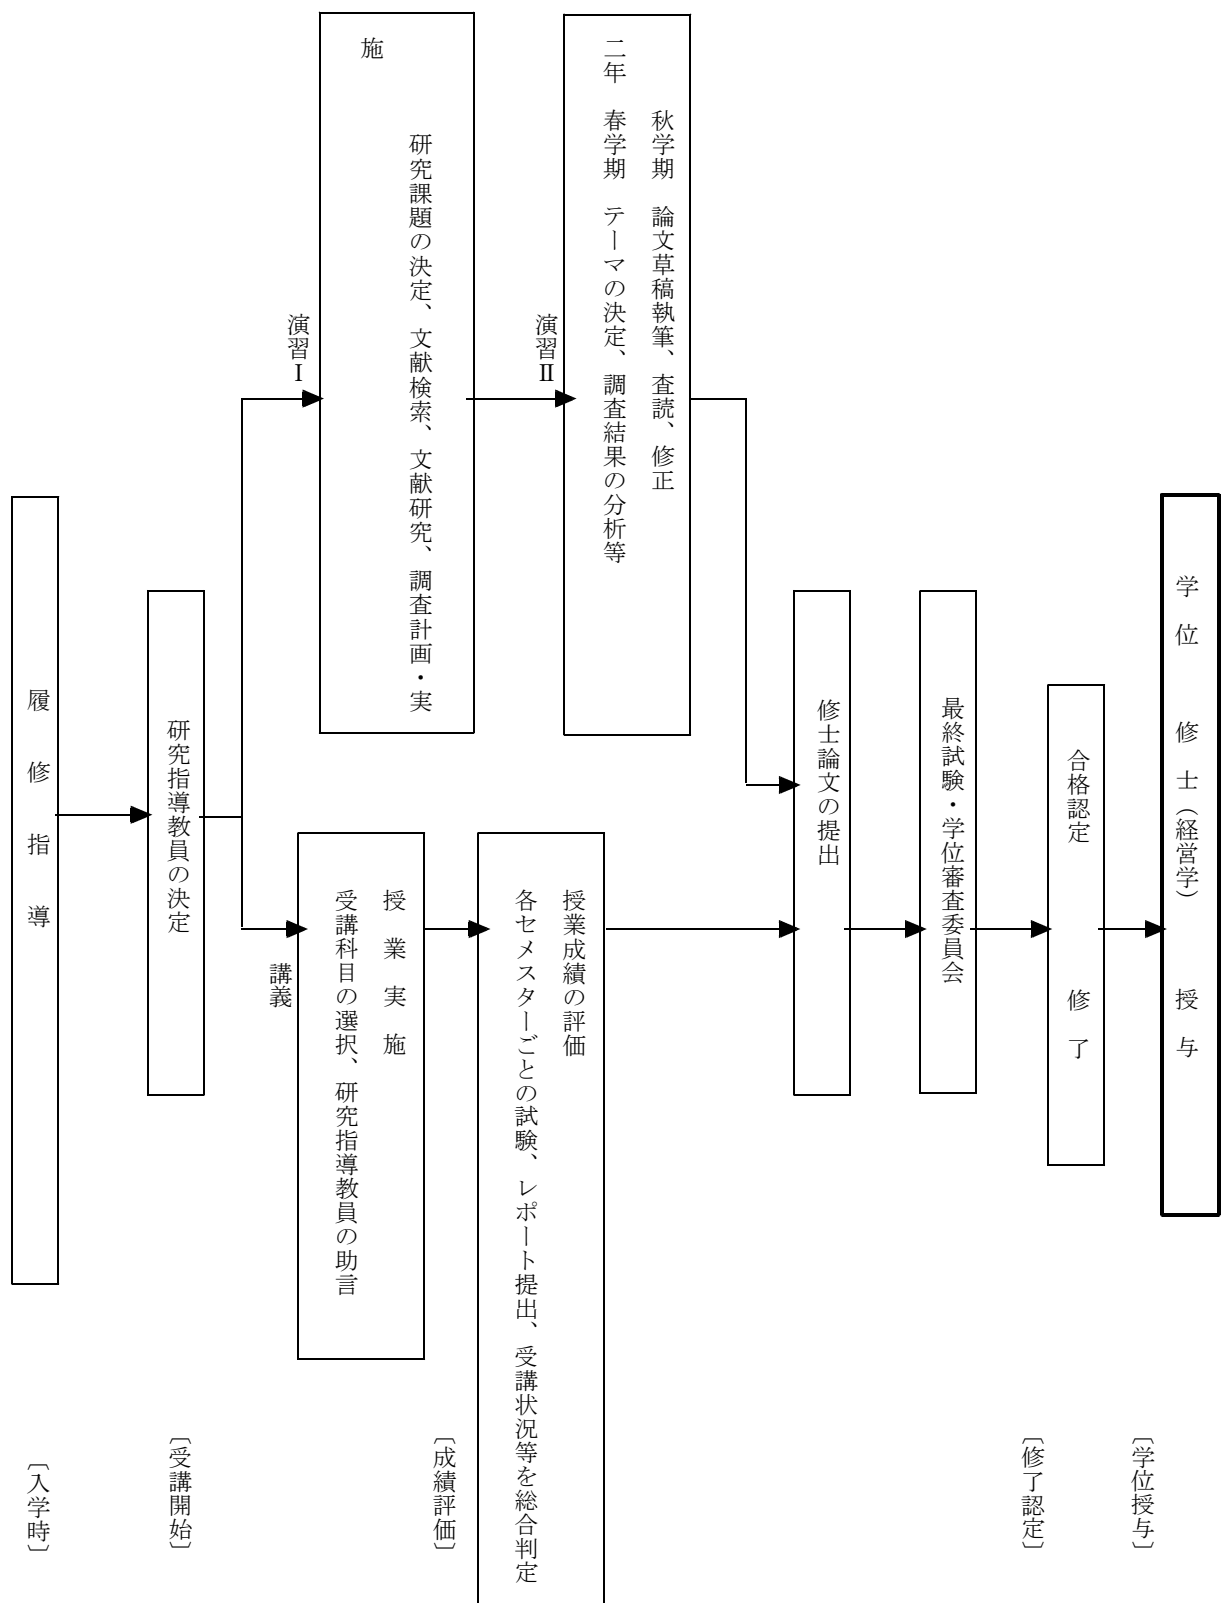 履修指導
研究指導教員の決定
演習Ⅰ
研究課題の決定、文献検索、文献研究、調査計画・実
施
演習Ⅱ
秋学期　論文草稿執筆、査読、修正
二年　春学期　テーマの決定、調査結果の分析等
講義
授業実施
受講科目の選択、研究指導教員の助言
授業成績の評価
各セメスターごとの試験、レポート提出、受講状況等を総合判定
修士論文の提出
最終試験・学位審査委員会
合格認定　修了
学位　修士（経営学）　授与
〔入学時〕
〔受講開始〕
〔成績評価〕
〔修了認定〕
〔学位授与〕